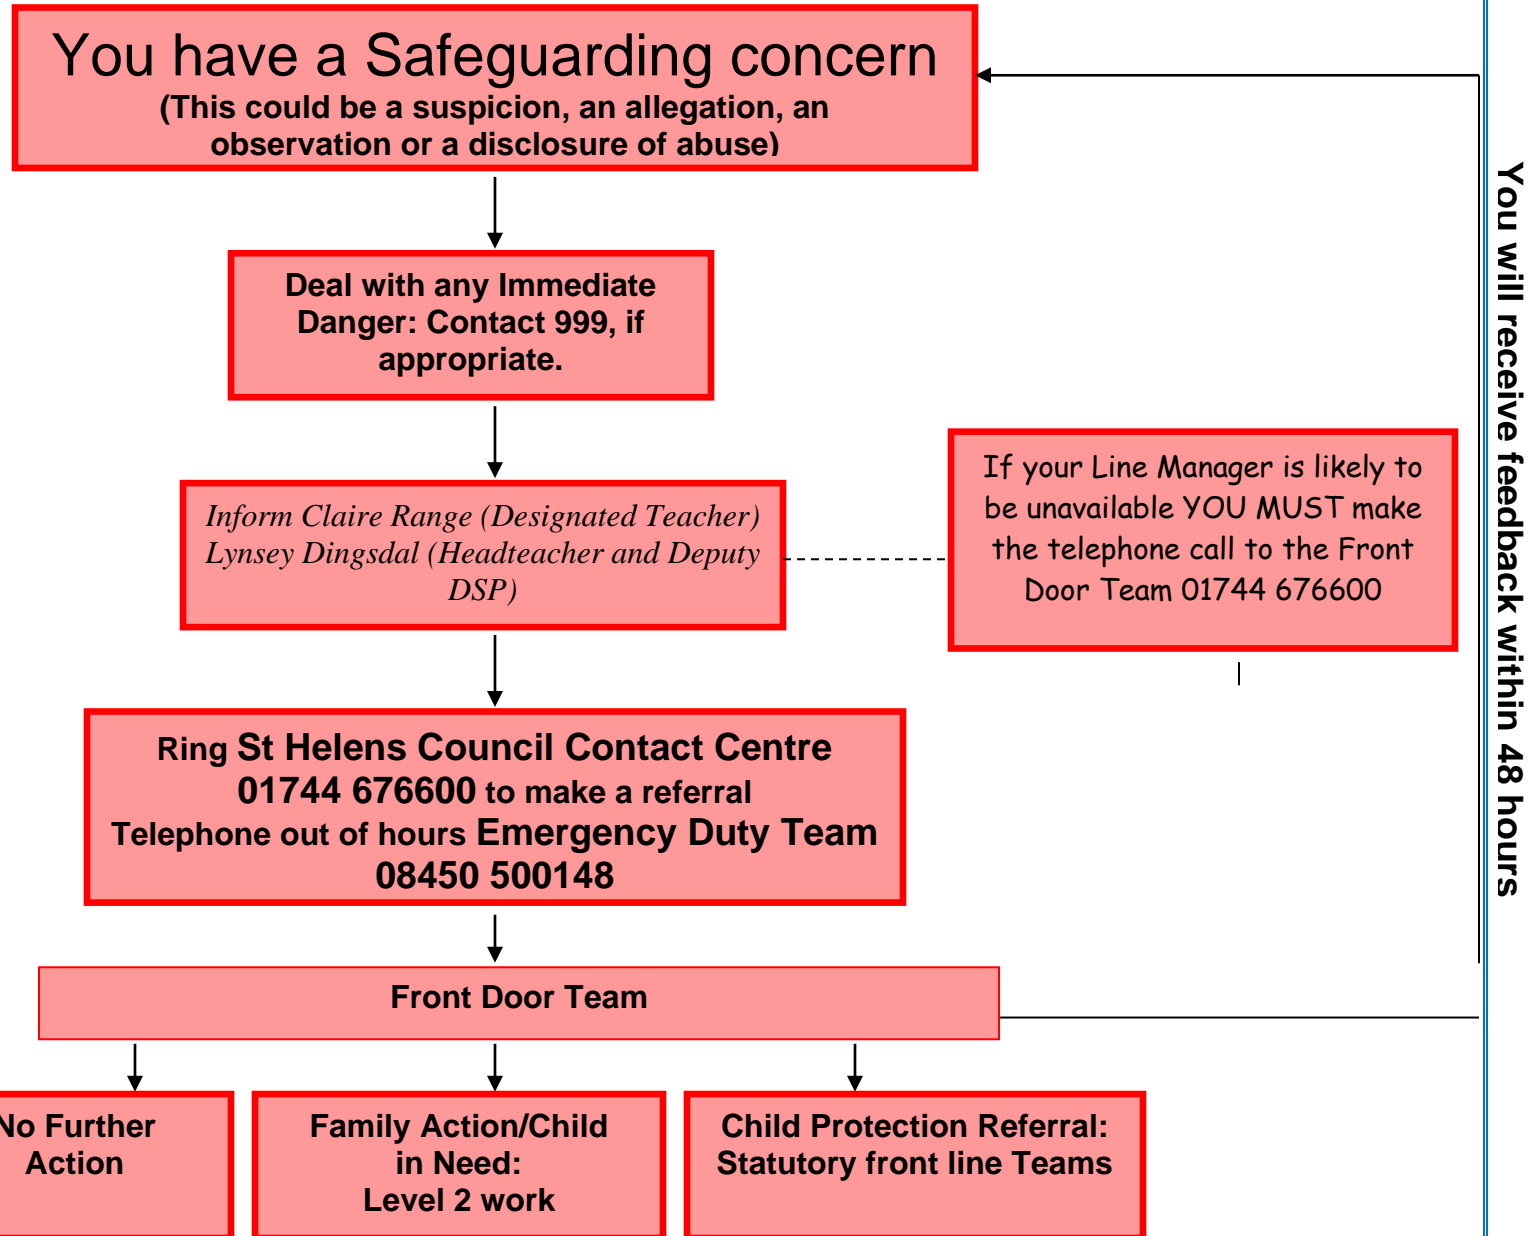 You have a Safeguarding concern
(This could be a suspicion, an allegation, an
observation or a disclosure of abuse)
Deal with any Immediate
Danger: Contact 999, if
appropriate.
Inform Claire Range (Designated Teacher)
Lynsey Dingsdal (Headteacher and Deputy
DSP)
If your Line Manager is likely to
be unavailable YOU MUST make
the telephone call to the Front
Door Team 01744 676600
Ring St Helens Council Contact Centre
01744 676600 to make a referral
Telephone out of hours Emergency Duty Team
08450 500148
Front Door Team
No Further
Action
Family Action/Child
in Need:
Level 2 work
Child Protection Referral:
Statutory front line Teams
You will receive feedback within 48 hours